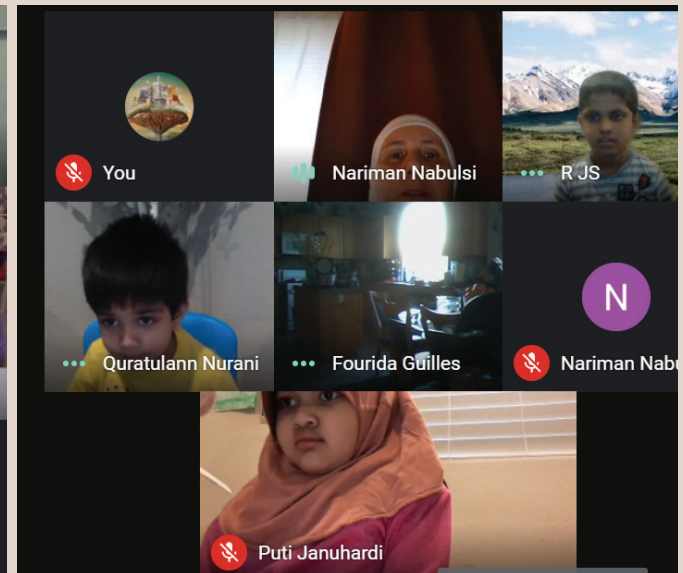 You
Nariman Nabulsi
R JS
Quratulann Nurani
Fourida Guilles
N
Nariman Nabu
Puti Januhardi